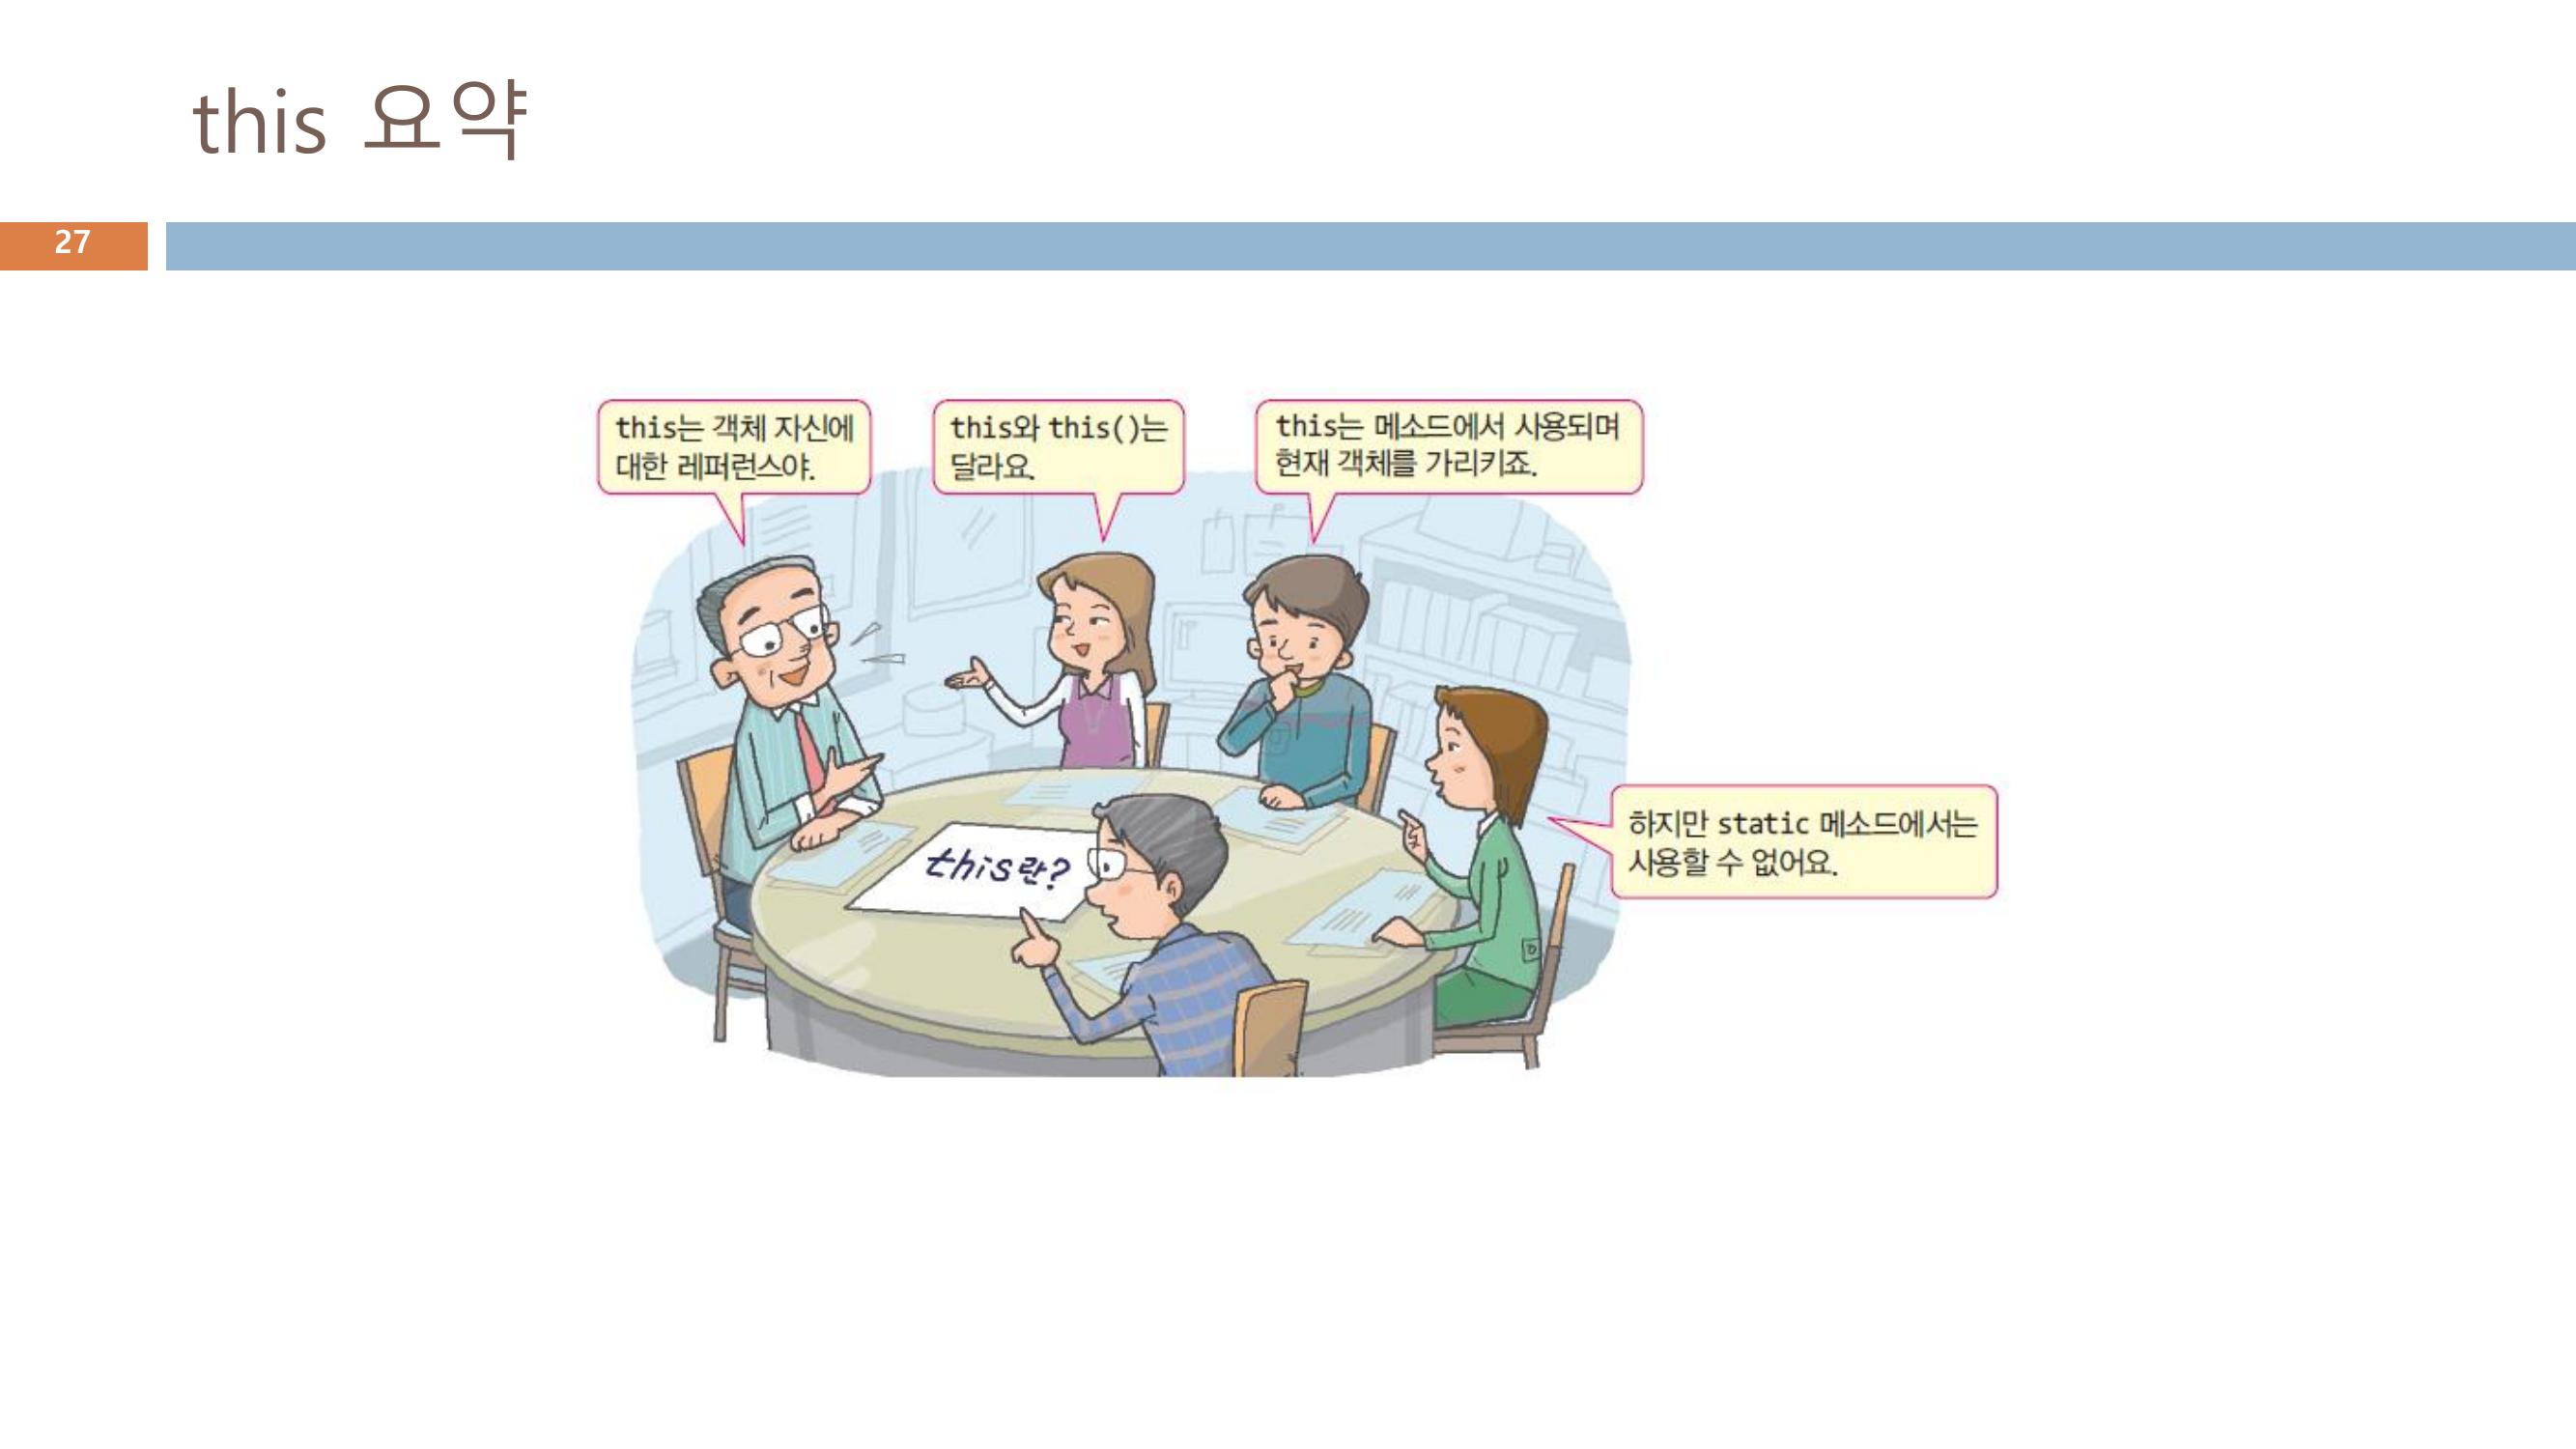 this 요약
27
this는 객체 자신에
대한 레퍼런스야.
this와 this()는
달라요.
this는 메소드에서 사용되며
현재 객체를 가리키죠.
하지만 static 메소드에서는
사용할 수 없어요.
this란?